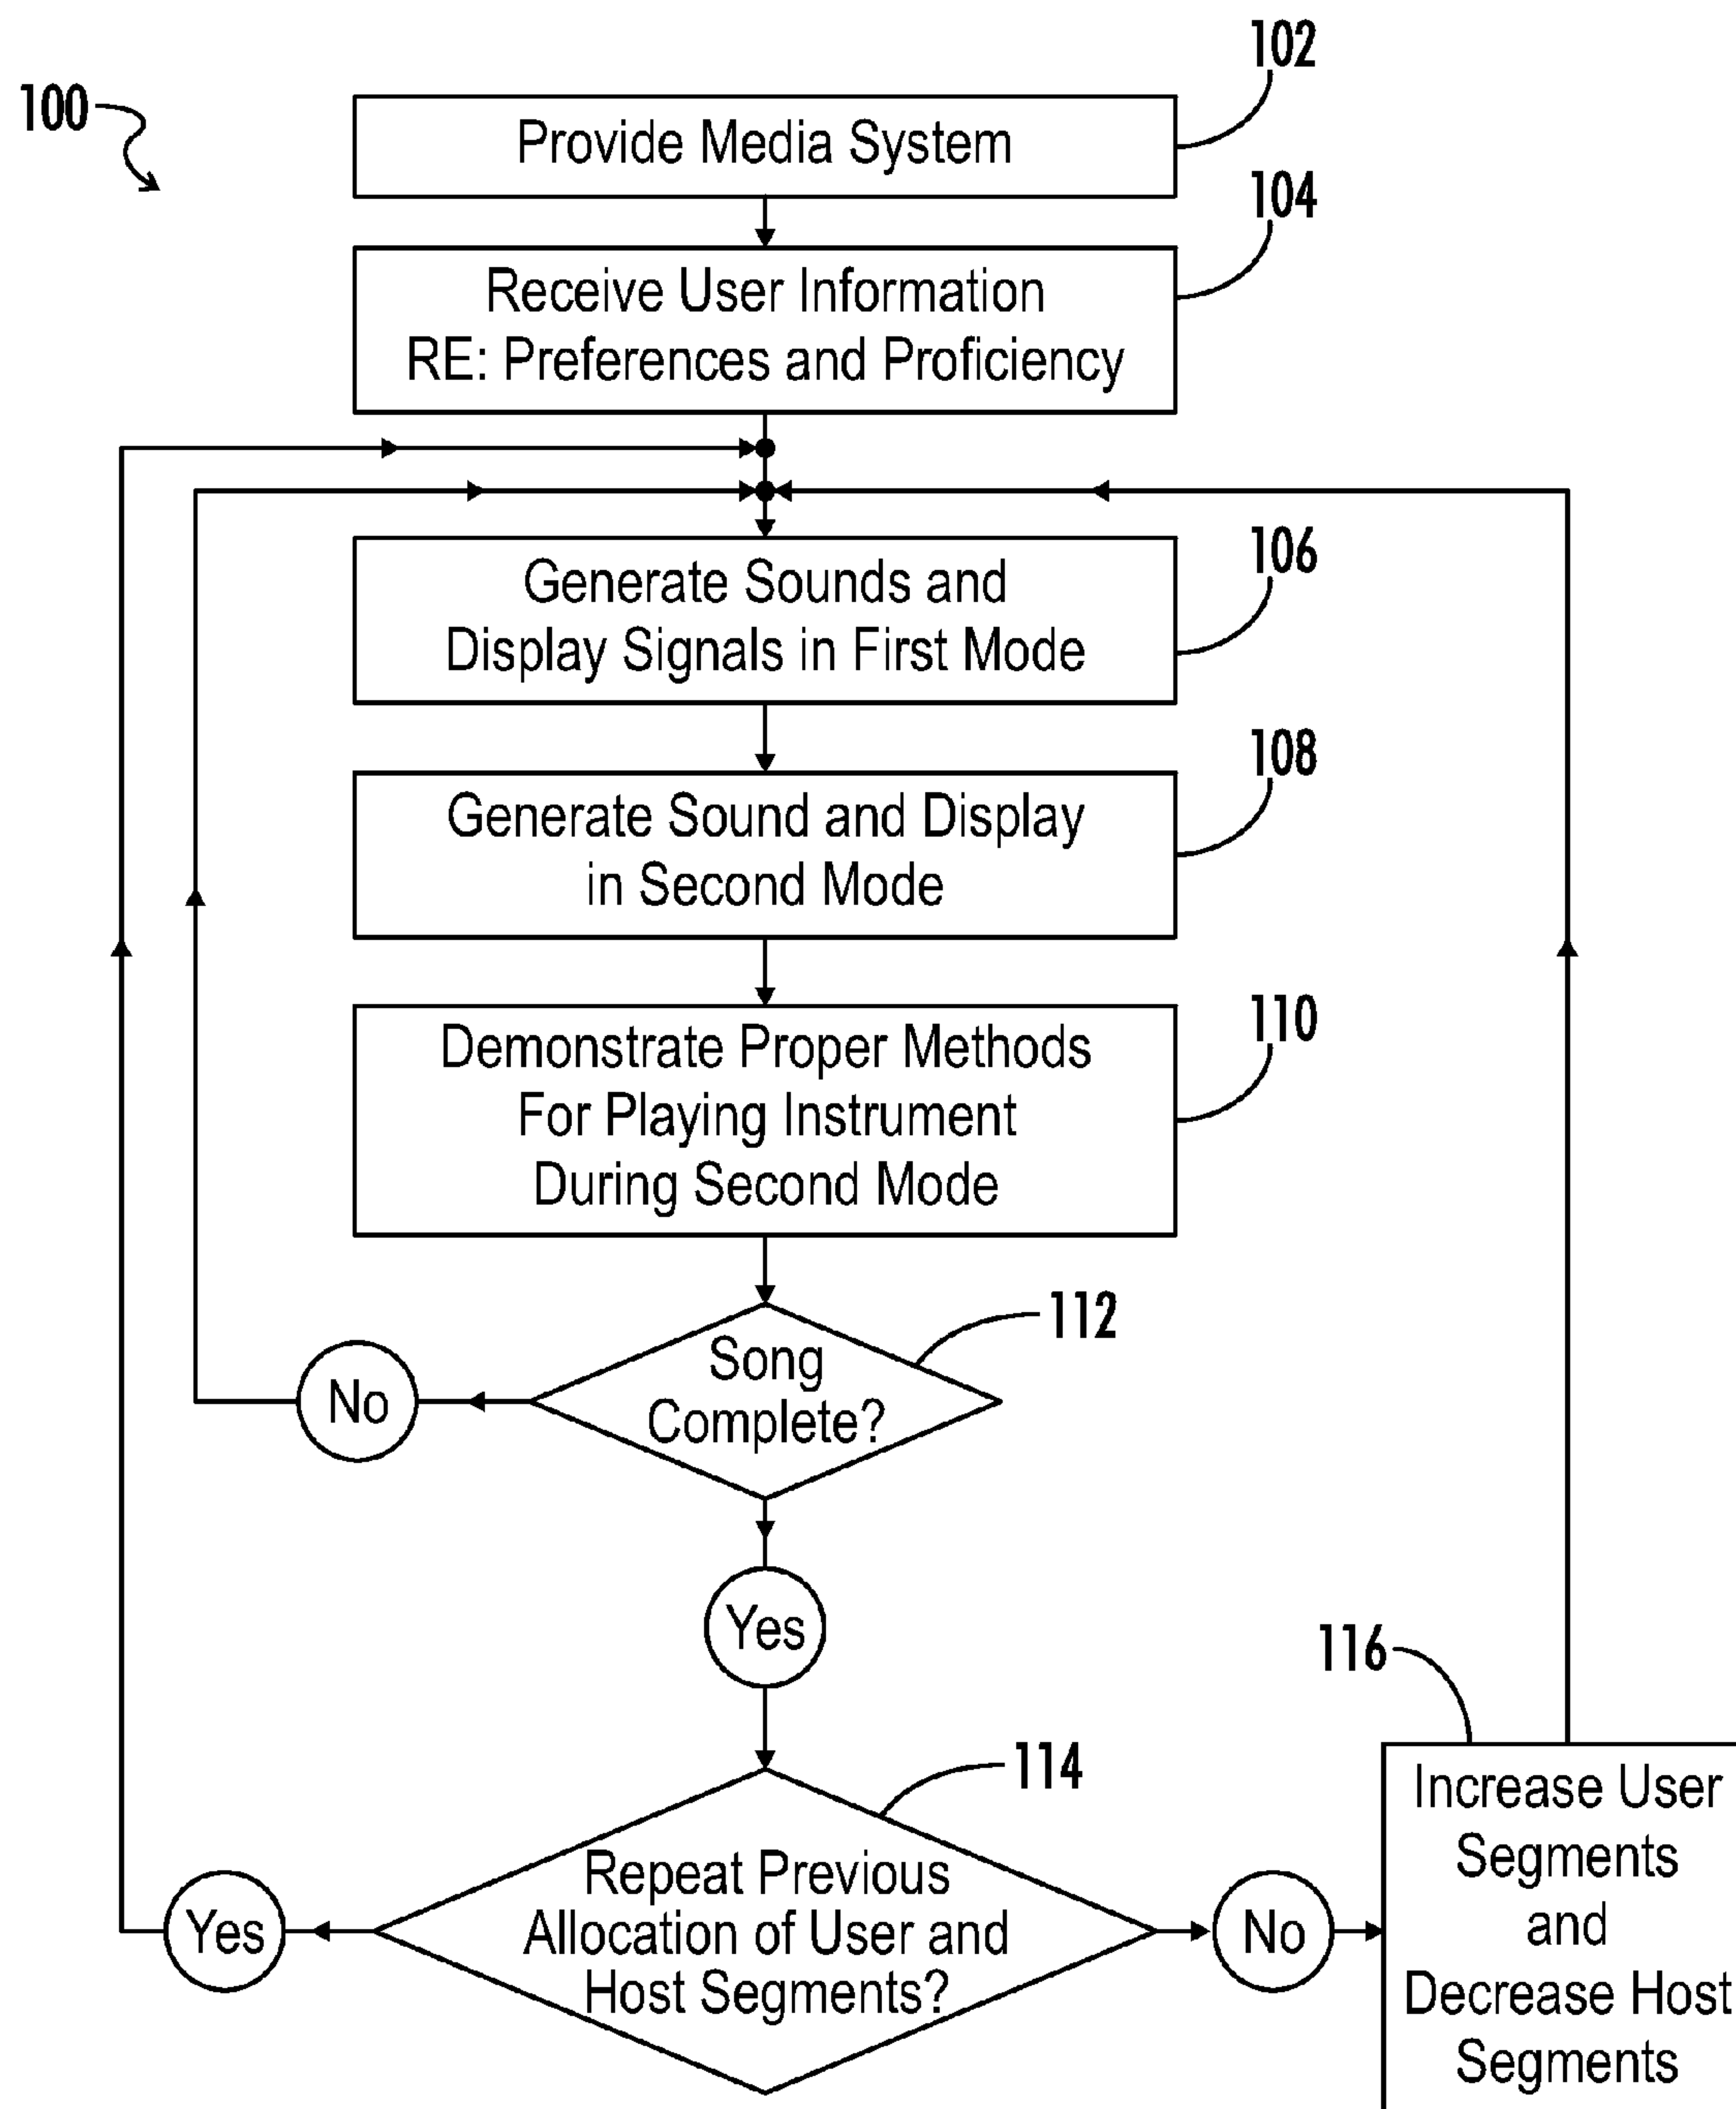 100
102
Provide Media System
104
Receive User Information
RE: Preferences and Proficiency
106
Generate Sounds and
Display Signals in First Mode
108
Generate Sound and Display
in Second Mode
110
Demonstrate Proper Methods
For Playing Instrument
During Second Mode
112
Song
Complete?
No
Yes
114
Repeat Previous
Allocation of User and
Host Segments?
Yes
No
116
Increase User
Segments
and
Decrease Host
Segments